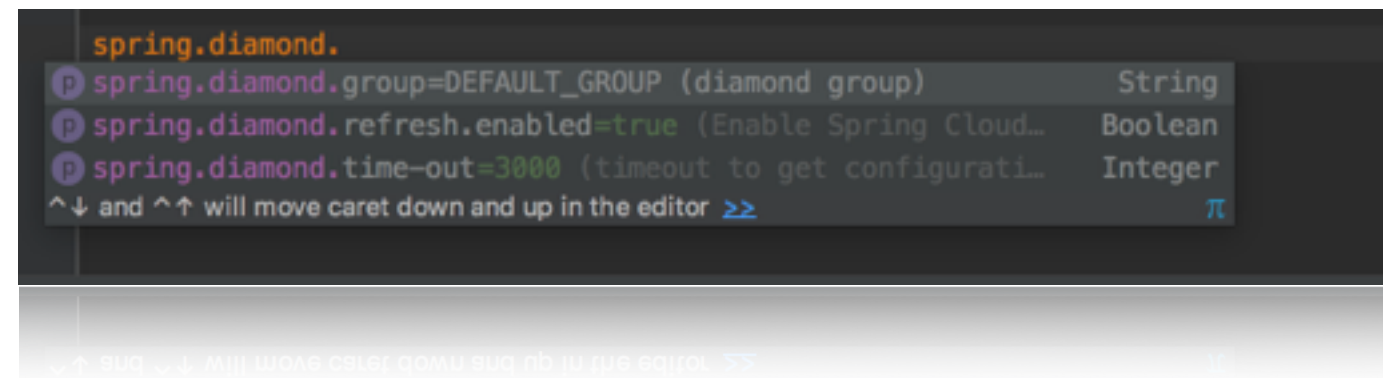 spring.diamond.
p spring.diamond.group=DEFAULT_GROUP (diamond group) String
p spring.diamond.refresh.enabled=true (Enable Spring Cloud… Boolean
p spring.diamond.time-out=3000 (timeout to get configurati… Integer
^↓ and ^↑ will move caret down and up in the editor >> π